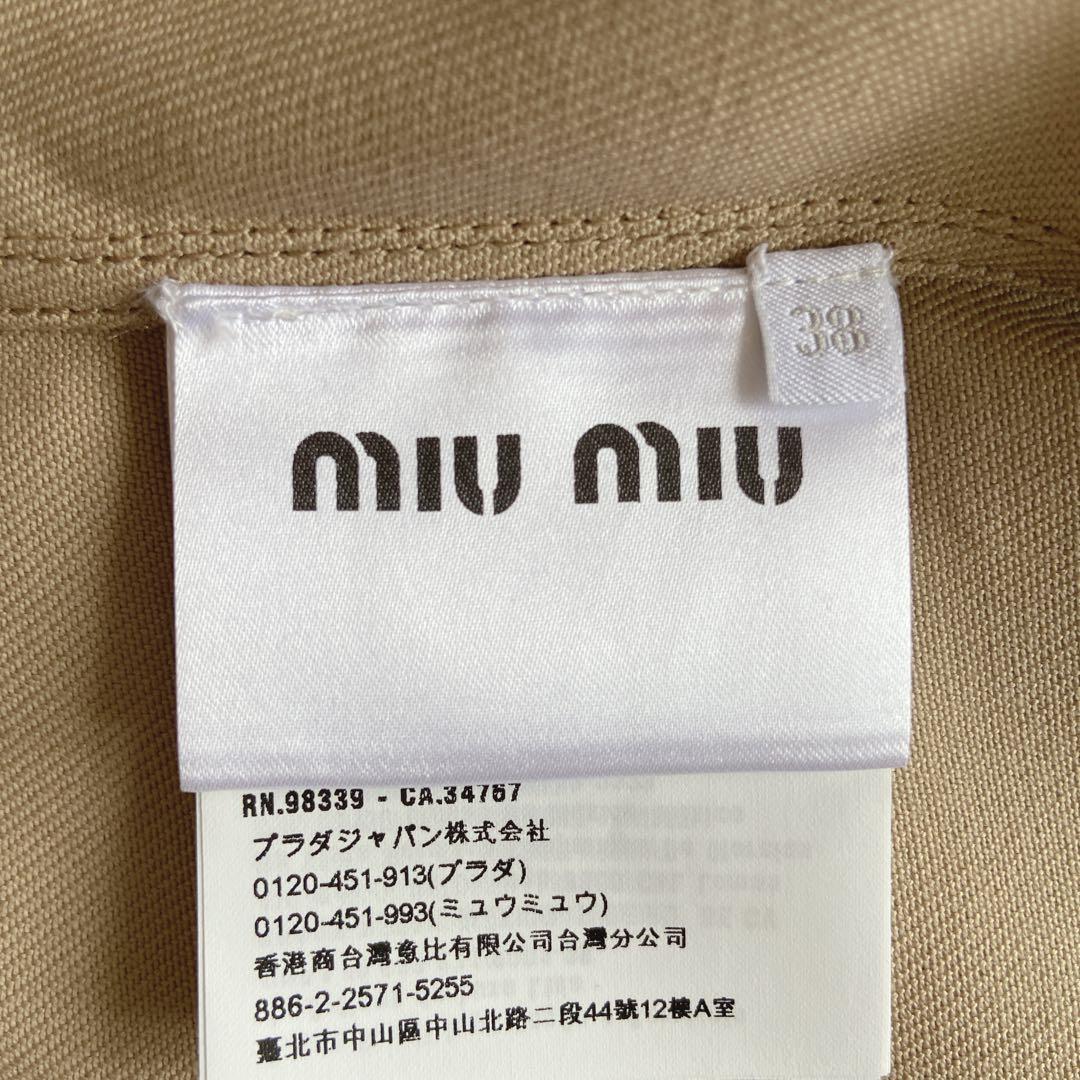 38
MIU MIU
RN.98339 - CA.34767
プラダジャパン株式会社
0120-451-913(プラダ)
0120-451-993(ミュウミュウ)
香港商台灣意比有限公司台灣分公司
886-2-2571-5255
臺北市中山區中山北路二段44號12樓A室